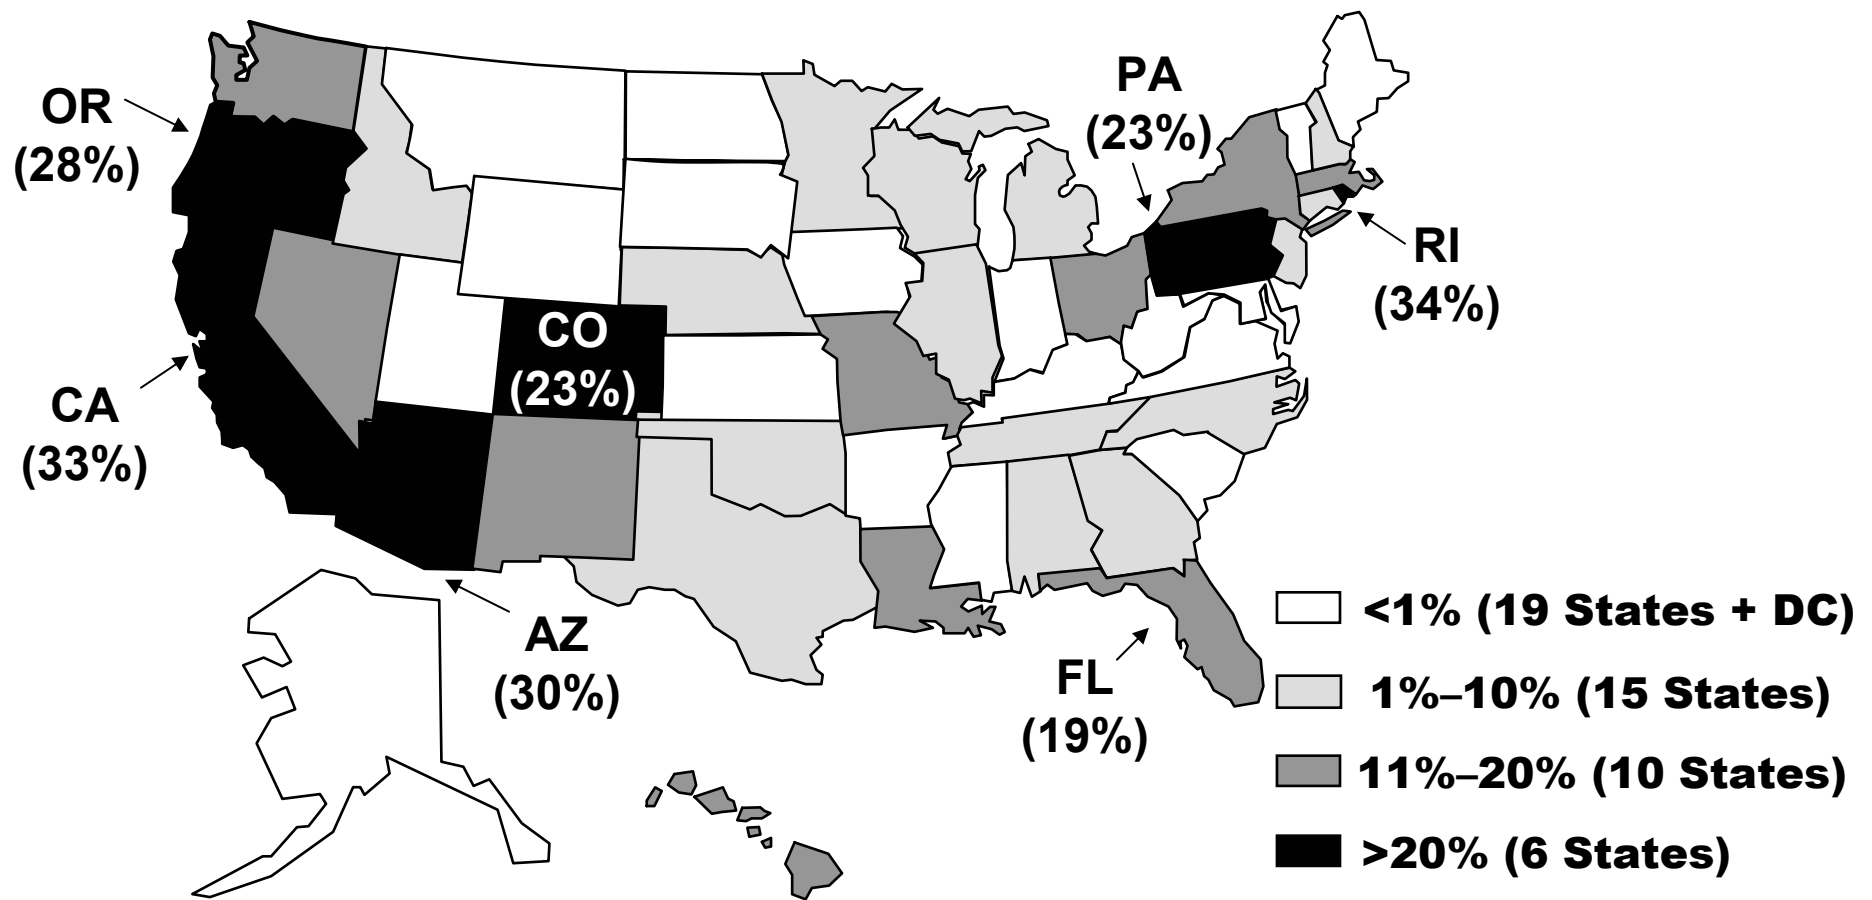 PA
(23%)
OR
(28%)
RI
(34%)
CO
(23%)
CA
(33%)
AZ
(30%)
FL
(19%)
<1% (19 States + DC)
1%–10% (15 States)
11%–20% (10 States)
>20% (6 States)